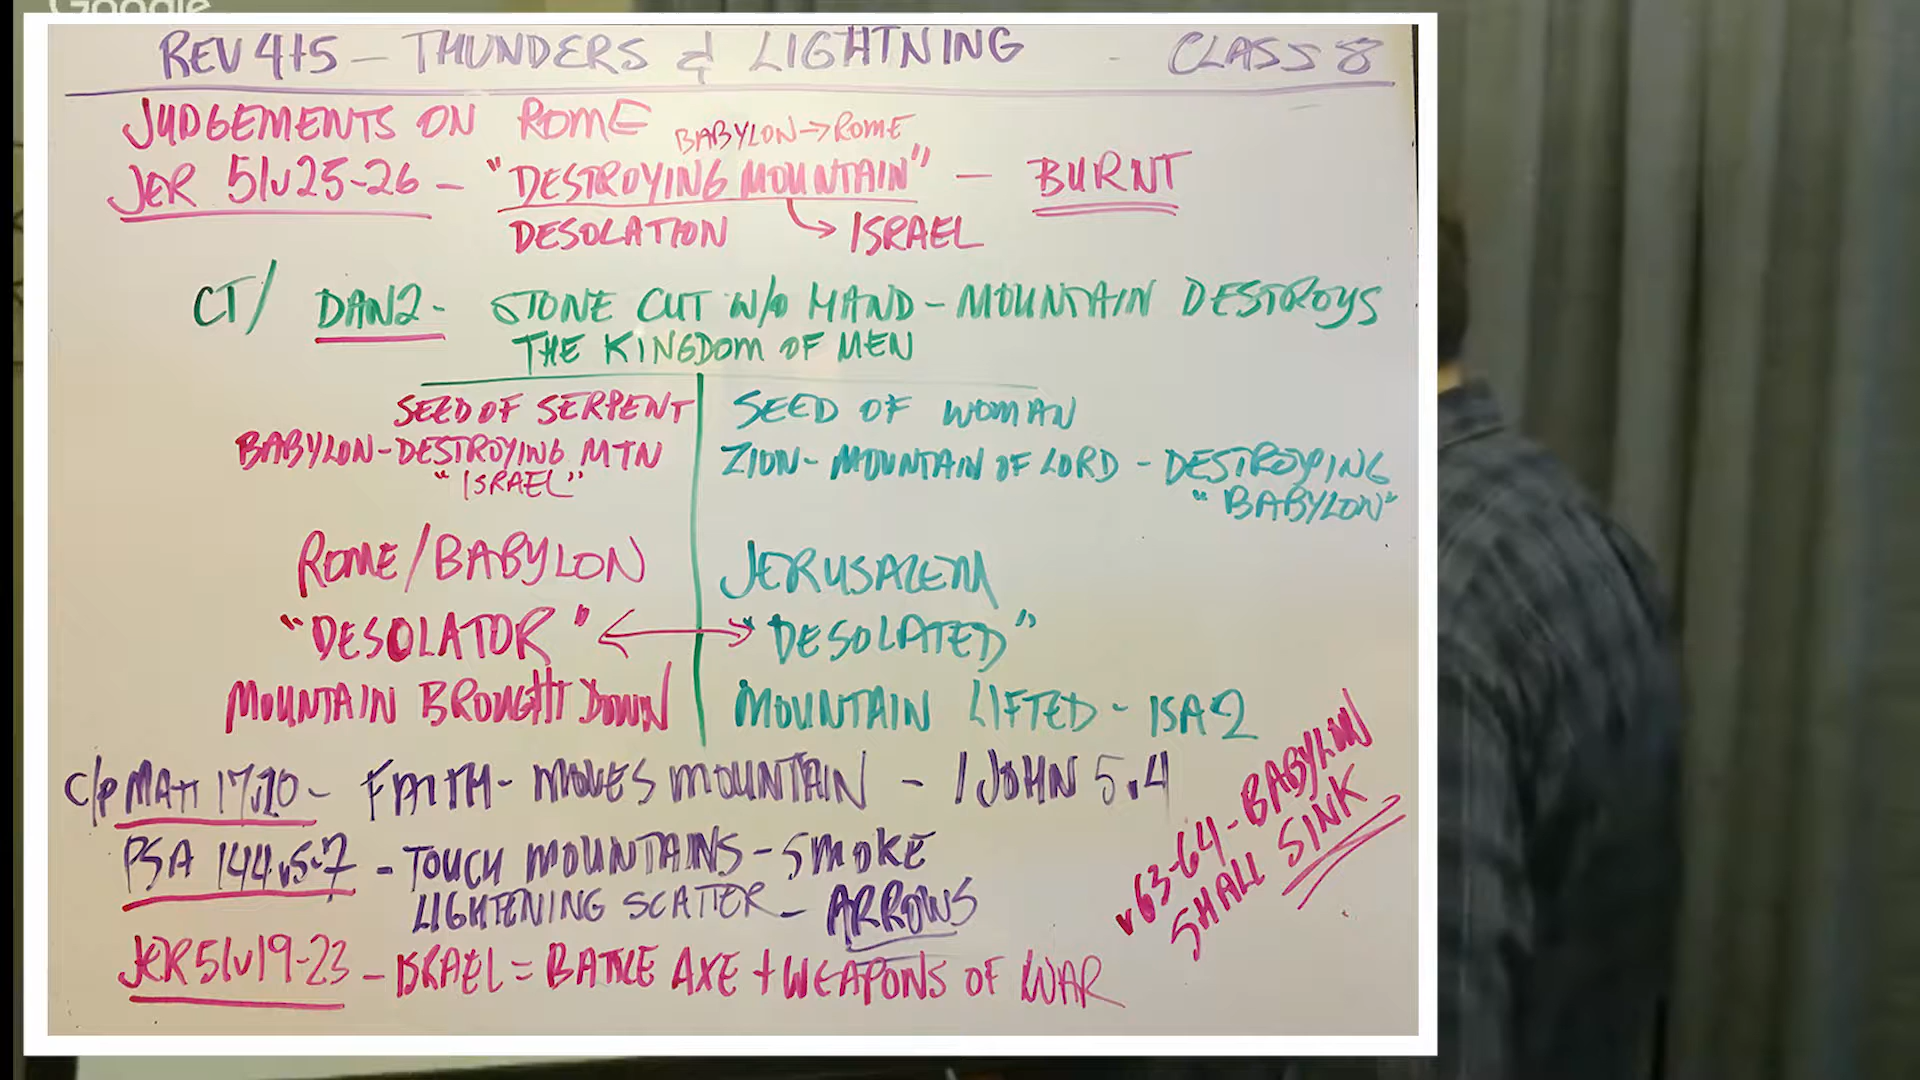 Google
REV 4+5 – THUNDERS & LIGHTNING - CLASS 8
JUDGEMENTS ON ROME
BABYLON → ROME
JER 51v25-26 – "DESTROYING MOUNTAIN" – BURNT
DESOLATION → ISRAEL
CT/ DAN2 - STONE CUT W/O HAND – MOUNTAIN DESTROYS
THE KINGDOM OF MEN
SEED OF SERPENT
BABYLON - DESTROYING MTN
"ISRAEL"
ROME/BABYLON
"DESOLATOR"
MOUNTAIN BROUGHT DOWN
SEED OF WOMAN
ZION - MOUNTAIN OF LORD - DESTROYING
"BABYLON"
JERUSALEM
"DESOLATED"
MOUNTAIN LIFTED - ISA 2
C/P MATT 17v20 - FAITH - MOVES MOUNTAIN - 1 JOHN 5.4
PSA 144v5-7 - TOUCH MOUNTAINS - SMOKE
LIGHTENING SCATTER - ARROWS
JER 51v19-23 - ISRAEL = BATTLE AXE + WEAPONS OF WAR
v63-64 - BABYLON
SHALL SINK